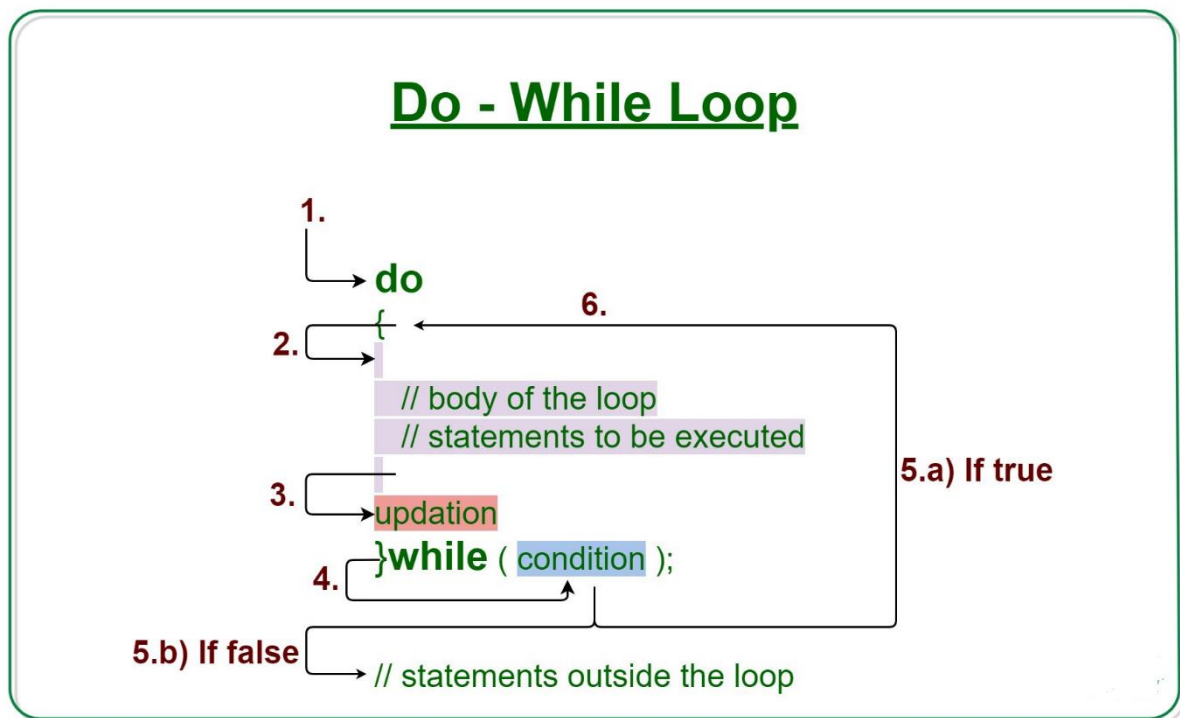 Do - While Loop
1.
do
6.
{
2.
// body of the loop
// statements to be executed
5.a) If true
3.
updation
}while ( condition );
4.
5.b) If false
// statements outside the loop